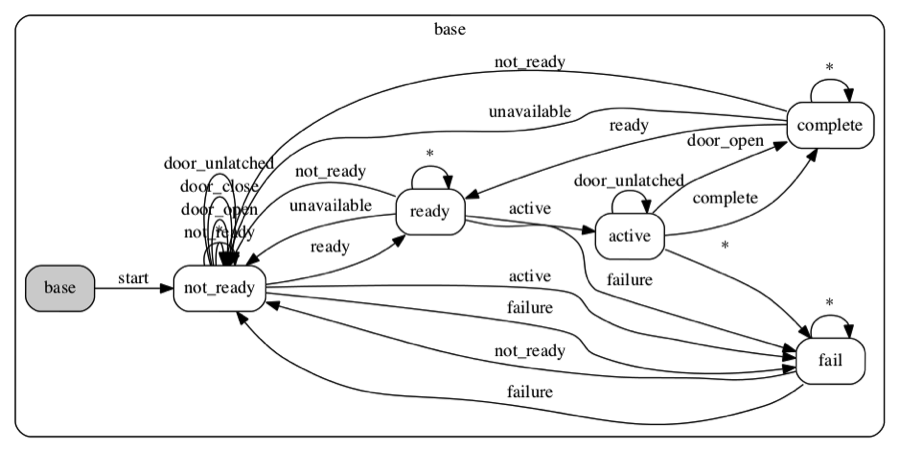 base
not_ready
*
unavailable
complete
ready
door_open
door_unlatched
door_close
door_open
not_ready
*
not_ready
*
door_unlatched
unavailable
ready
active
active
complete
ready
*
base
start
not_ready
active
failure
failure
*
fail
not_ready
failure